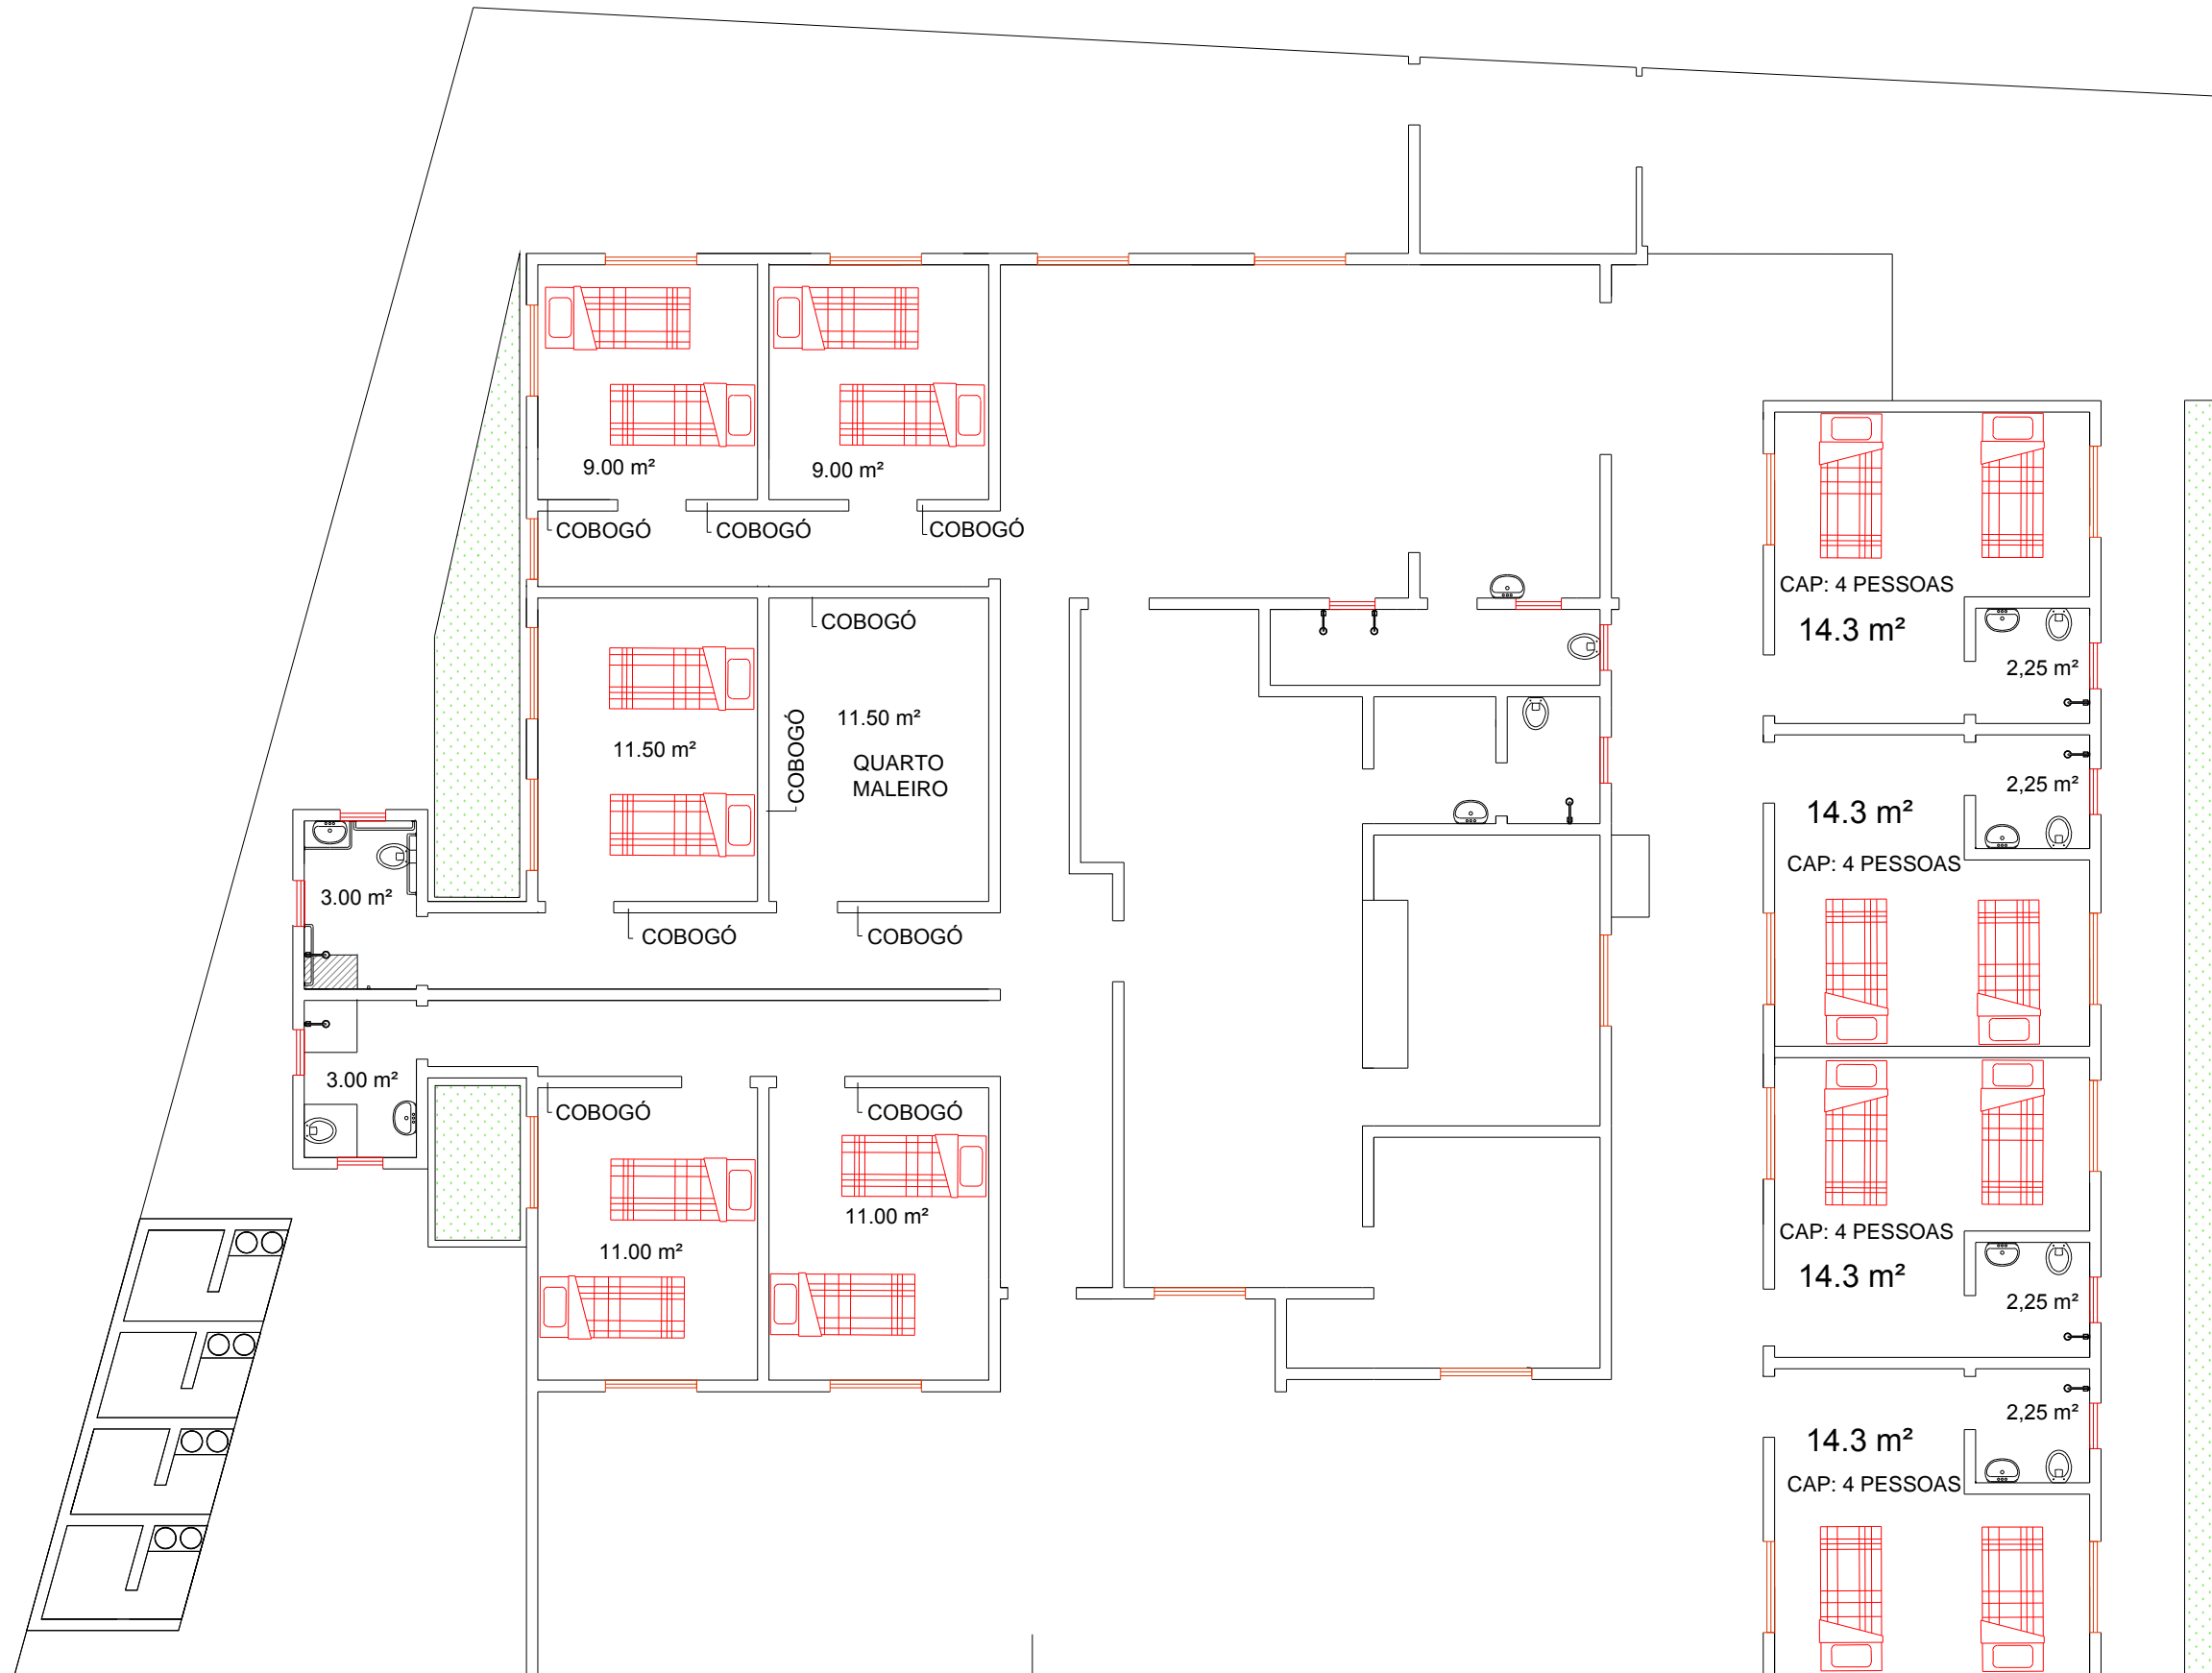 9.00 m²
9.00 m²
COBOGÓ
COBOGÓ
COBOGÓ
CAP: 4 PESSOAS
14.3 m²
2,25 m²
COBOGÓ
COBOGÓ
11.50 m²
QUARTO
MALEIRO
11.50 m²
2,25 m²
14.3 m²
CAP: 4 PESSOAS
3.00 m²
COBOGÓ
COBOGÓ
3.00 m²
COBOGÓ
COBOGÓ
11.00 m²
11.00 m²
CAP: 4 PESSOAS
14.3 m²
2,25 m²
2,25 m²
14.3 m²
CAP: 4 PESSOAS